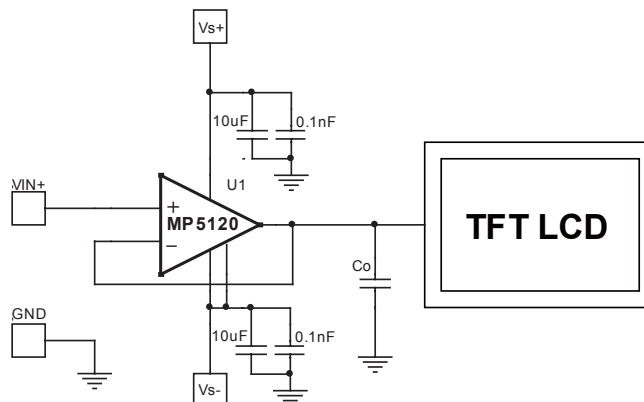 Vs+
10uF
0.1nF
VIN+
U1
+
MP5120
−
TFT LCD
Co
GND
10uF
0.1nF
Vs-